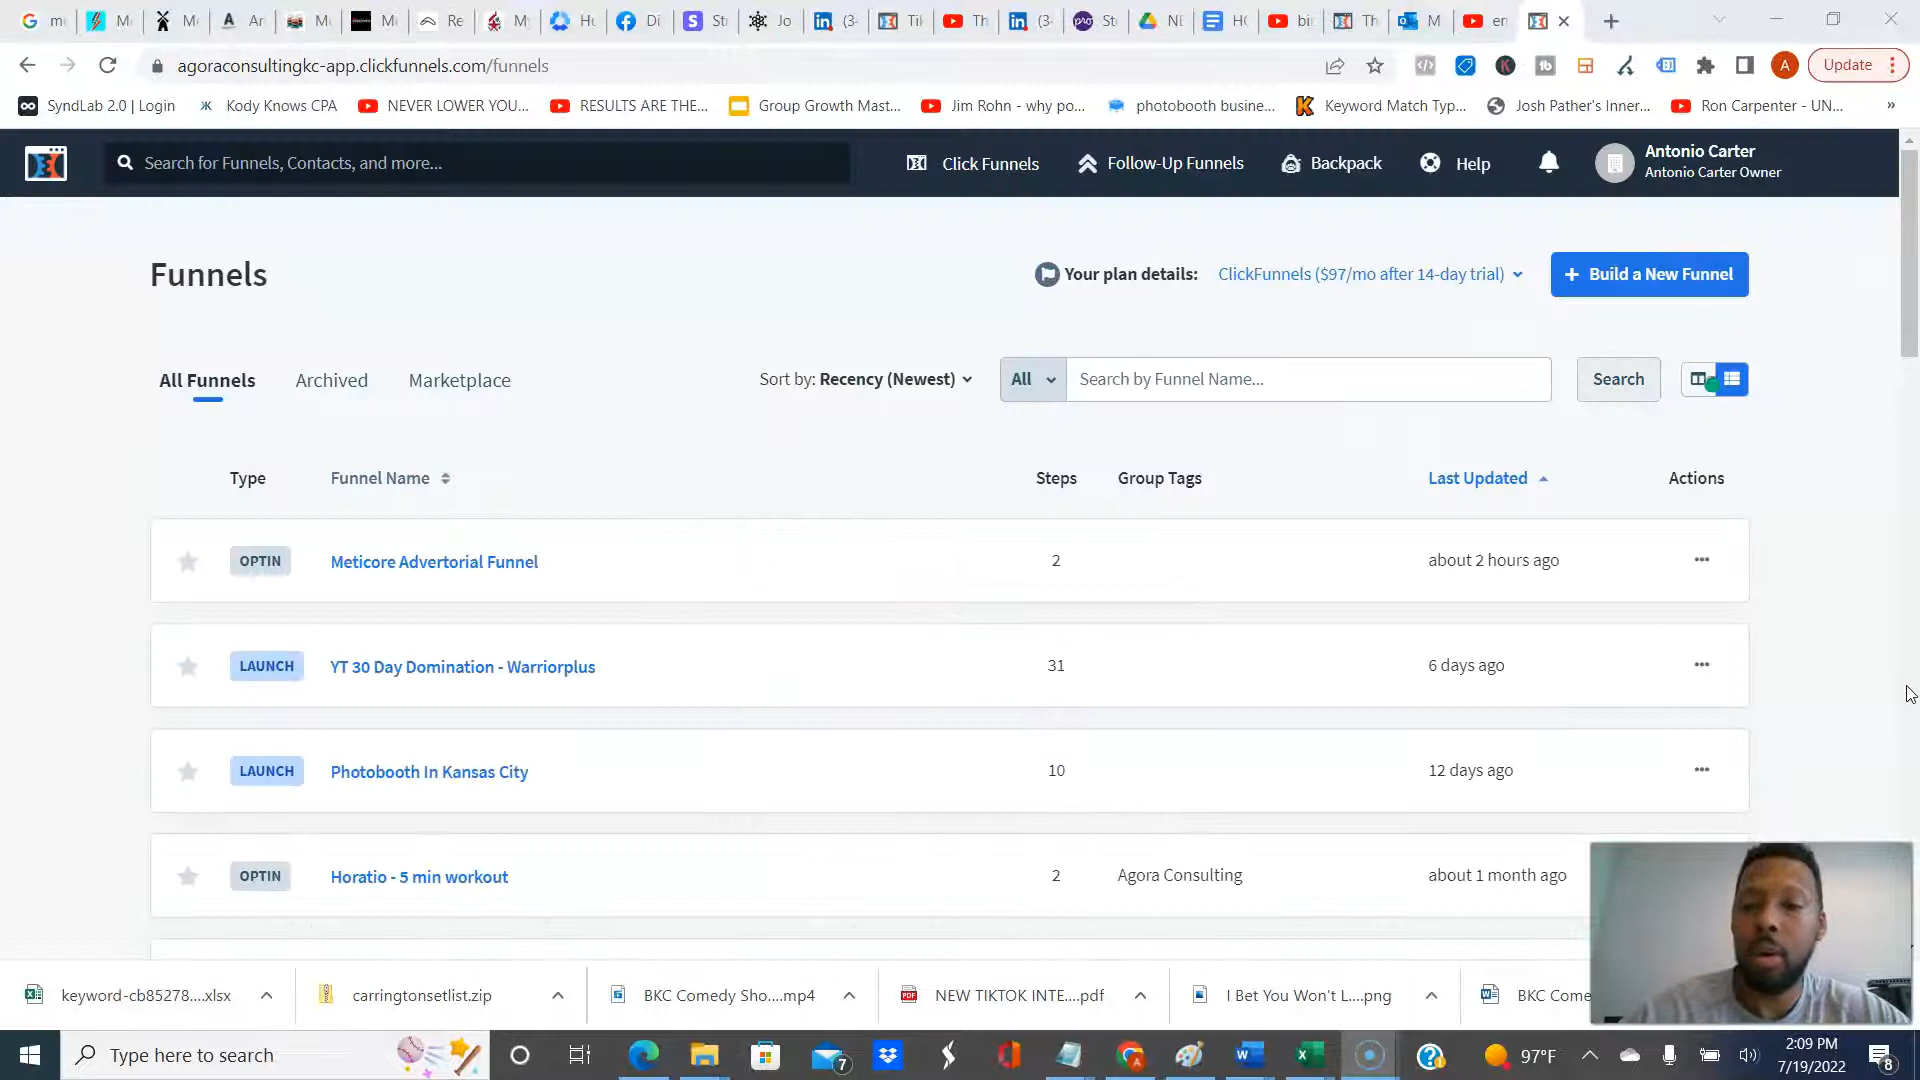 agoraconsultingkc-app.clickfunnels.com/funnels
Update
SyndLab 2.0 | Login
Kody Knows CPA
NEVER LOWER YOU...
RESULTS ARE THE...
Group Growth Mast...
Jim Rohn - why po...
photobooth busine...
Keyword Match Typ...
Josh Pather's Inner...
Ron Carpenter - UN...
»
Search for Funnels, Contacts, and more...
Click Funnels
Follow-Up Funnels
Backpack
Help
Antonio Carter
Antonio Carter Owner
Funnels
Your plan details:
ClickFunnels ($97/mo after 14-day trial)
+ Build a New Funnel
All Funnels
Archived
Marketplace
Sort by: Recency (Newest)
All
Search by Funnel Name...
Search
Type
Funnel Name
Steps
Group Tags
Last Updated
Actions
OPTIN
Meticore Advertorial Funnel
2
about 2 hours ago
LAUNCH
YT 30 Day Domination - Warriorplus
31
6 days ago
LAUNCH
Photobooth In Kansas City
10
12 days ago
OPTIN
Horatio - 5 min workout
2
Agora Consulting
about 1 month ago
keyword-cb85278....xlsx
carringtonsetlist.zip
BKC Comedy Sho....mp4
NEW TIKTOK INTE....pdf
I Bet You Won't L....png
BKC Come
Type here to search
7
97°F
2:09 PM
7/19/2022
8